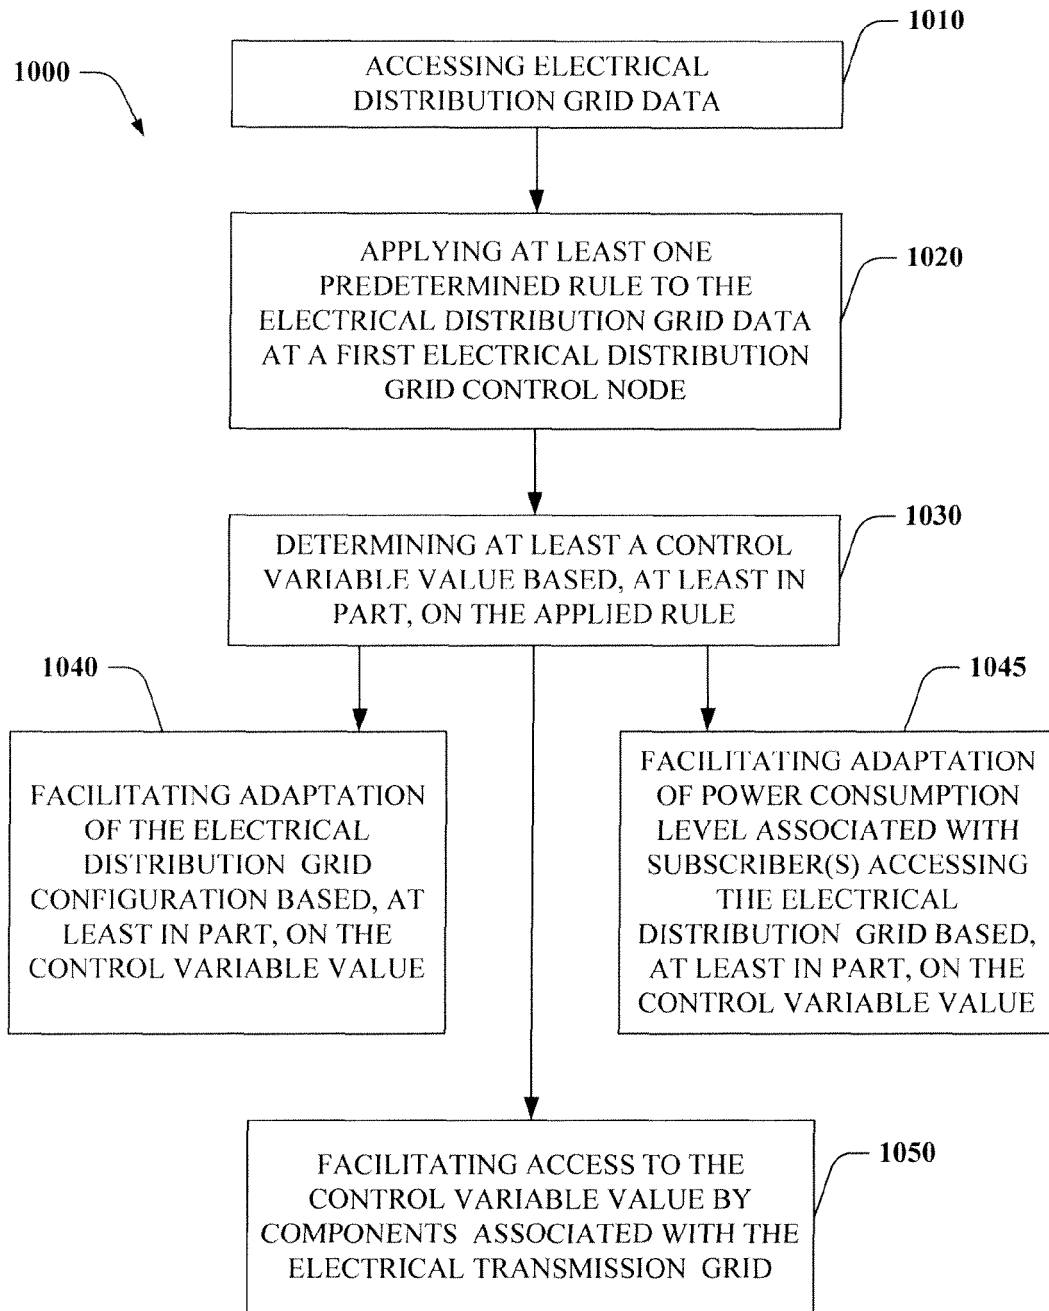 1010
1000
ACCESSING ELECTRICAL
DISTRIBUTION GRID DATA
1020
APPLYING AT LEAST ONE
PREDETERMINED RULE TO THE
ELECTRICAL DISTRIBUTION GRID DATA
AT A FIRST ELECTRICAL DISTRIBUTION
GRID CONTROL NODE
1030
DETERMINING AT LEAST A CONTROL
VARIABLE VALUE BASED, AT LEAST IN
PART, ON THE APPLIED RULE
1040
FACILITATING ADAPTATION
OF THE ELECTRICAL
DISTRIBUTION GRID
CONFIGURATION BASED, AT
LEAST IN PART, ON THE
CONTROL VARIABLE VALUE
1045
FACILITATING ADAPTATION
OF POWER CONSUMPTION
LEVEL ASSOCIATED WITH
SUBSCRIBER(S) ACCESSING
THE ELECTRICAL
DISTRIBUTION GRID BASED,
AT LEAST IN PART, ON THE
CONTROL VARIABLE VALUE
1050
FACILITATING ACCESS TO THE
CONTROL VARIABLE VALUE BY
COMPONENTS ASSOCIATED WITH THE
ELECTRICAL TRANSMISSION GRID